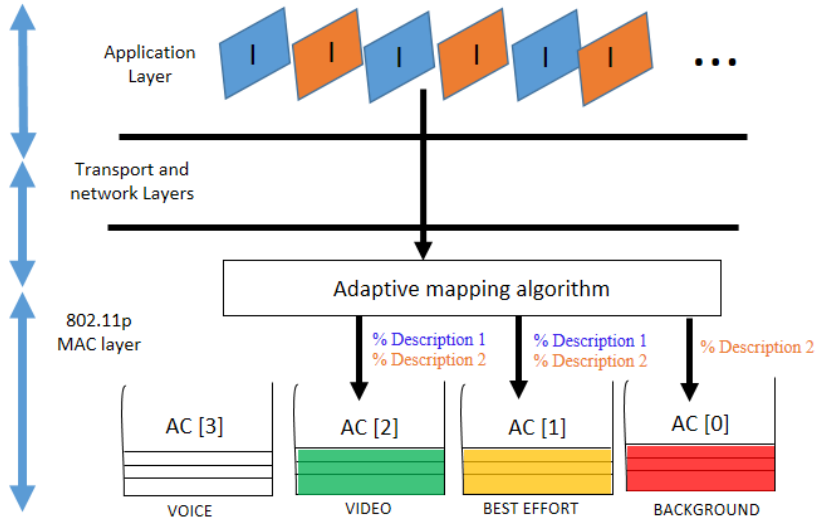 I I I I I I ...
Application
Layer
Transport and
network Layers
Adaptive mapping algorithm
802.11p
MAC layer
% Description 1
% Description 2
% Description 1
% Description 2
% Description 2
AC [3]
AC [2]
AC [1]
AC [0]
VOICE
VIDEO
BEST EFFORT
BACKGROUND